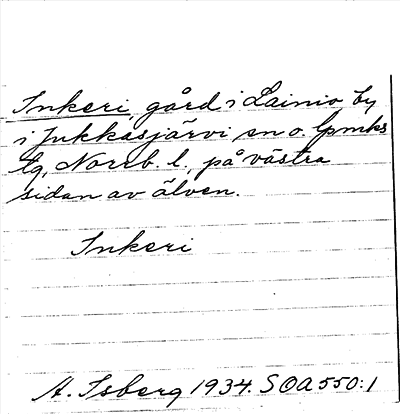 Inkeri, gård i Lainio by
i Jukkasjärvi sn o. lpmks
lg, Norrb. l., på västra
sidan av älven.
Inkeri
A. Isberg 1934. SOA 550:1